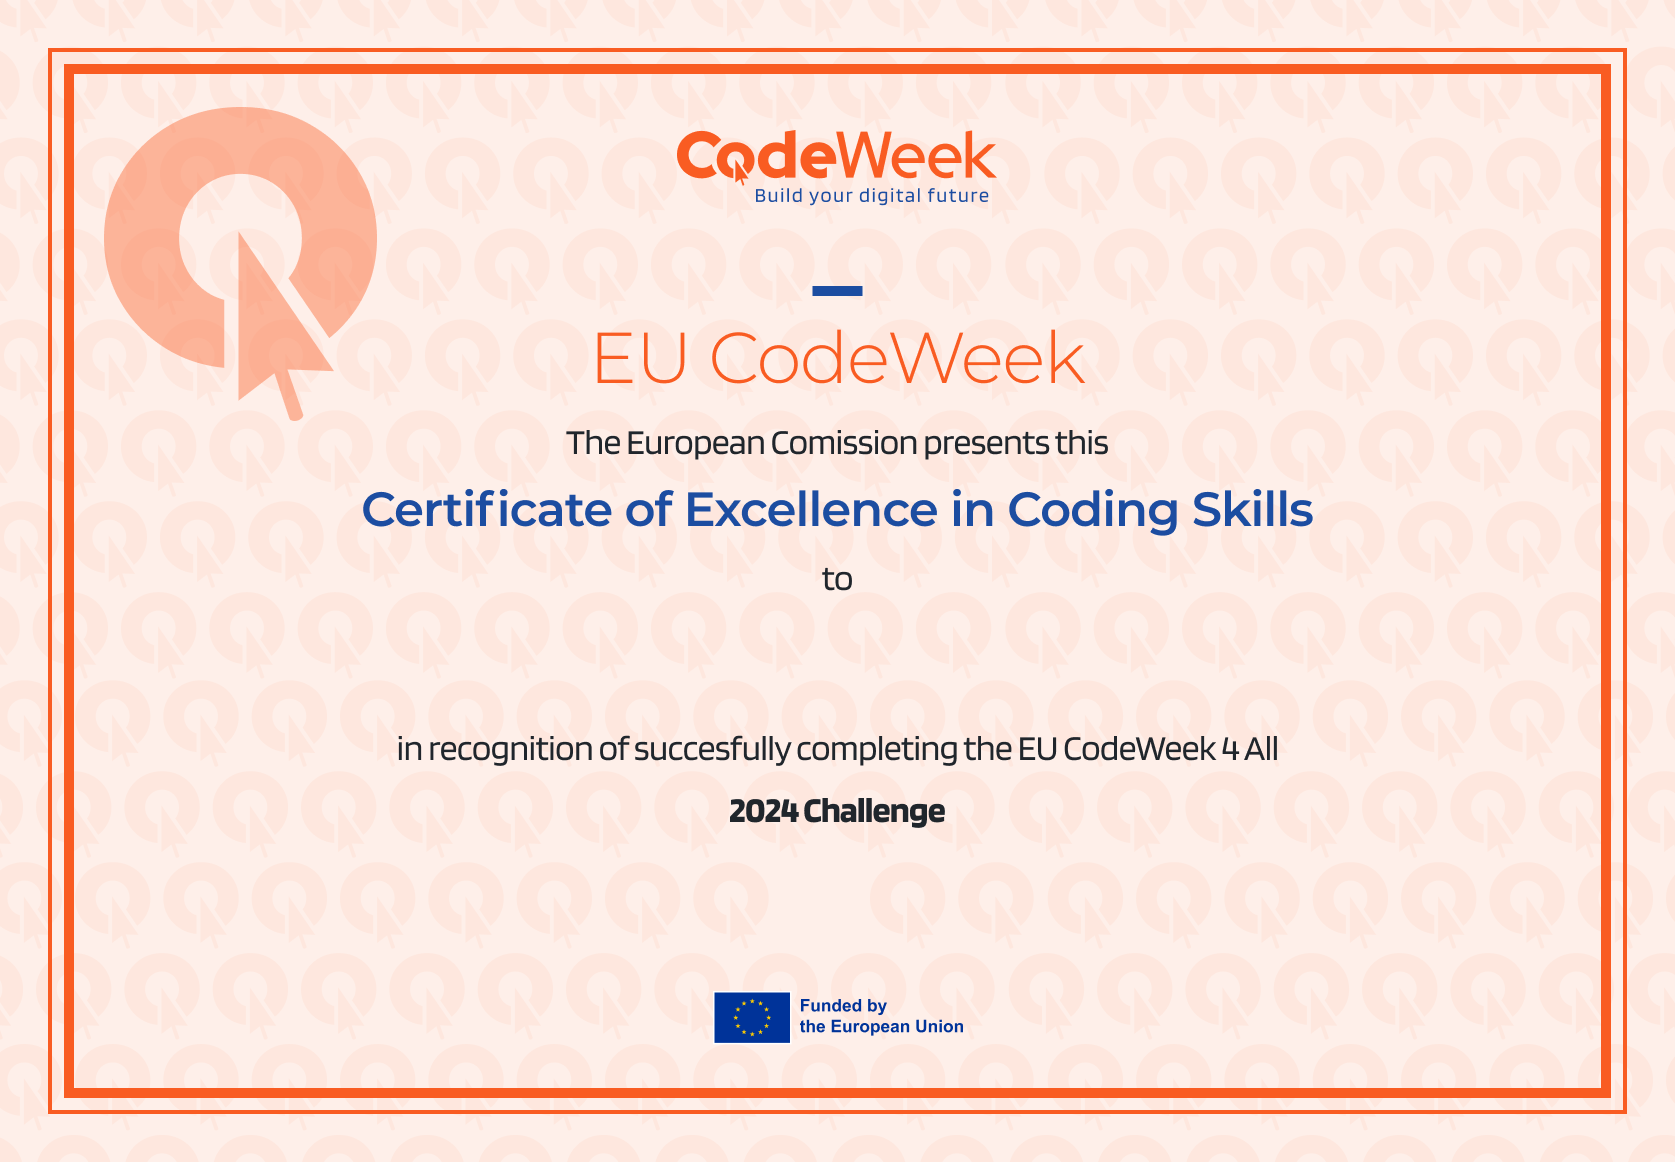 CodeWeek
Build your digital future
EU CodeWeek
The European Comission presents this
Certificate of Excellence in Coding Skills
to
in recognition of succesfully completing the EU CodeWeek 4 All
2024 Challenge
Funded by
the European Union